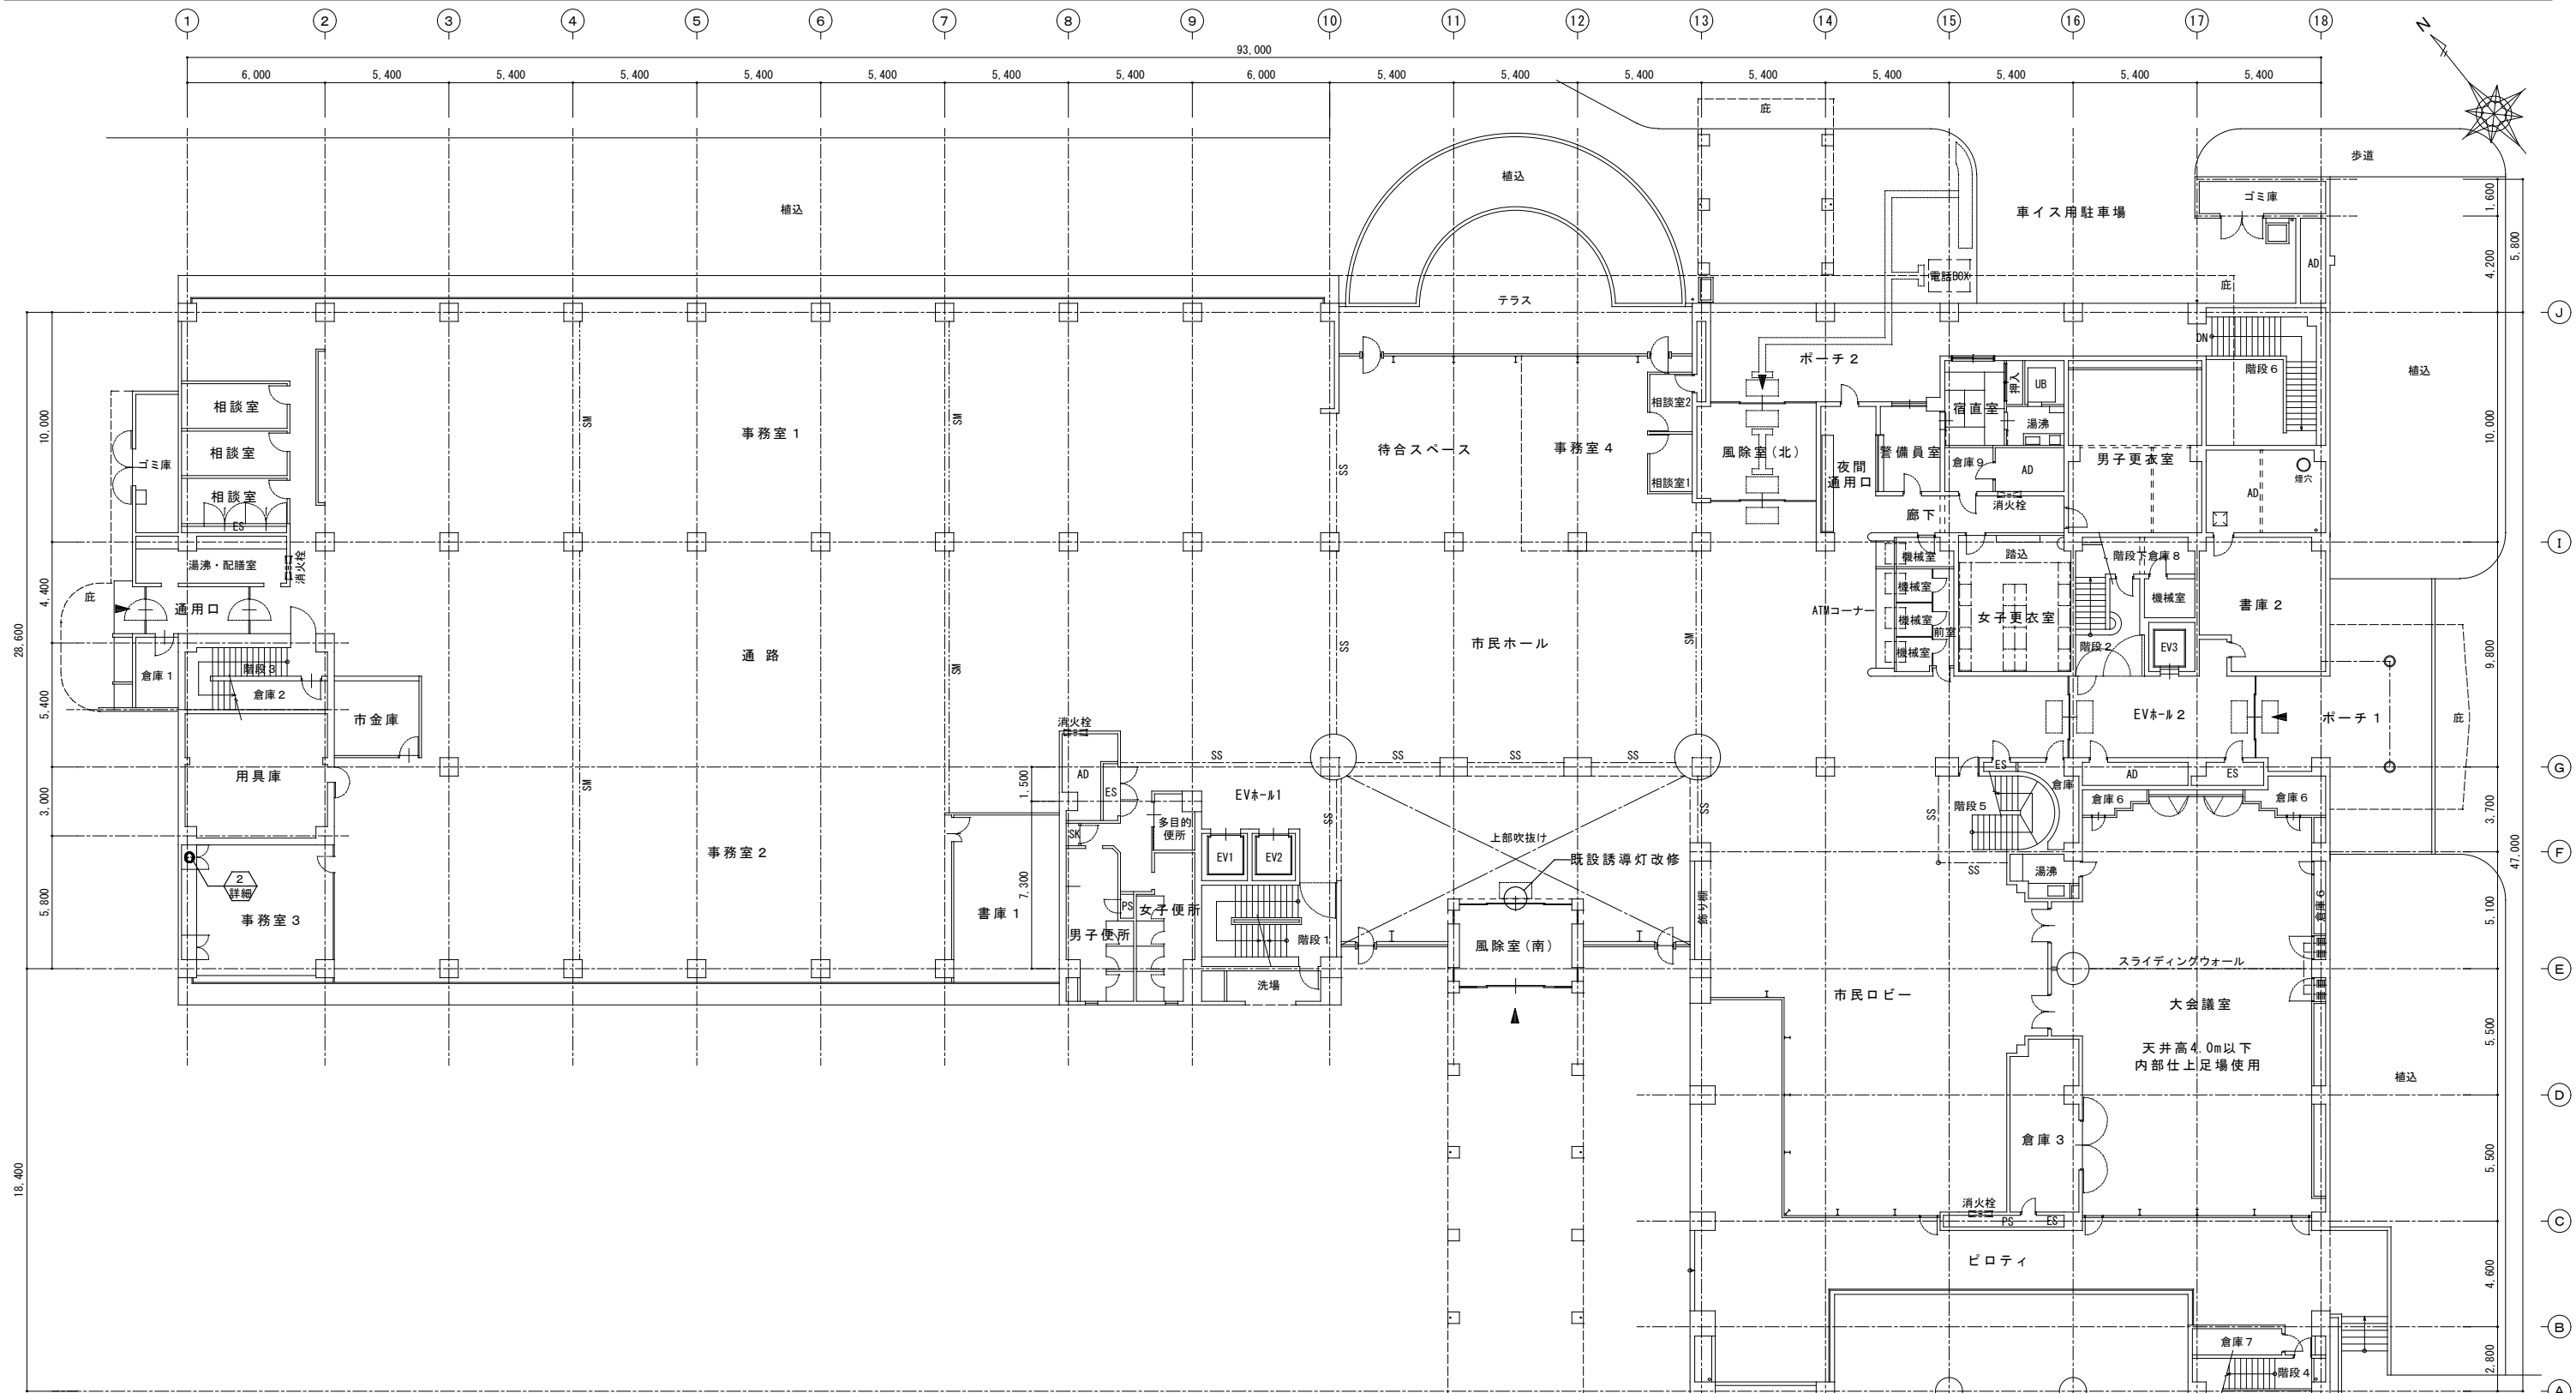 1 2 3 4 5 6 7 8 9 10 11 12 13 14 15 16 17 18
N
93,000
6,000 5,400 5,400 5,400 5,400 5,400 5,400 5,400 6,000 5,400 5,400 5,400 5,400 5,400 5,400 5,400 5,400
庇
歩道
植込
植込
ゴミ庫
1,600
車イス用駐車場
4,200
5,800
AD
電話BOX
庇
テラス
J
DN
ポーチ2
階段6
植込
押入
UB
相談室
相談室2
宿直室
10,000
SM
SM
事務室1
湯沸
10,000
相談室
待合スペース
事務室4
風除室(北)
警備員室
男子更衣室
ゴミ庫
SS
夜間
通用口
倉庫9
AD
煙穴
相談室
相談室1
AD
ES
消火栓
廊下
I
湯沸・配膳室
消火栓
機械室
踏込
階段下倉庫8
4,400
庇
機械室
機械室
通用口
ATMコーナー
機械室
女子更衣室
書庫2
28,600
SS
市民ホール
SM
前室
通路
SK
機械室
階段2
EV3
9,800
階段3
倉庫1
倉庫2
5,400
市金庫
消火栓
EVホール2
ポーチ1
庇
SS SS SS SS
用具庫
SM
AD
ES
1,500
EVホール1
ES
倉庫
AD
ES
G
3,000
SS
SS
SS
階段5
倉庫6
倉庫6
3,700
SK
多目的
便所
上部吹抜け
事務室2
EV1
EV2
既設誘導灯改修
F
47,000
SS
湯沸
2
詳細
7,300
5,800
事務室3
書庫1
PS
女子便所
飾り棚
倉庫6
5,100
男子便所
階段1
I
風除室(南)
I
スライディングウォール
E
洗場
市民ロビー
I
大会議室
5,500
天井高4.0m以下
内部仕上足場使用
植込
D
倉庫3
5,500
18,400
消火栓
I I
PS
ES
I I I
C
ピロティ
4,600
B
倉庫7
2,800
階段4
A